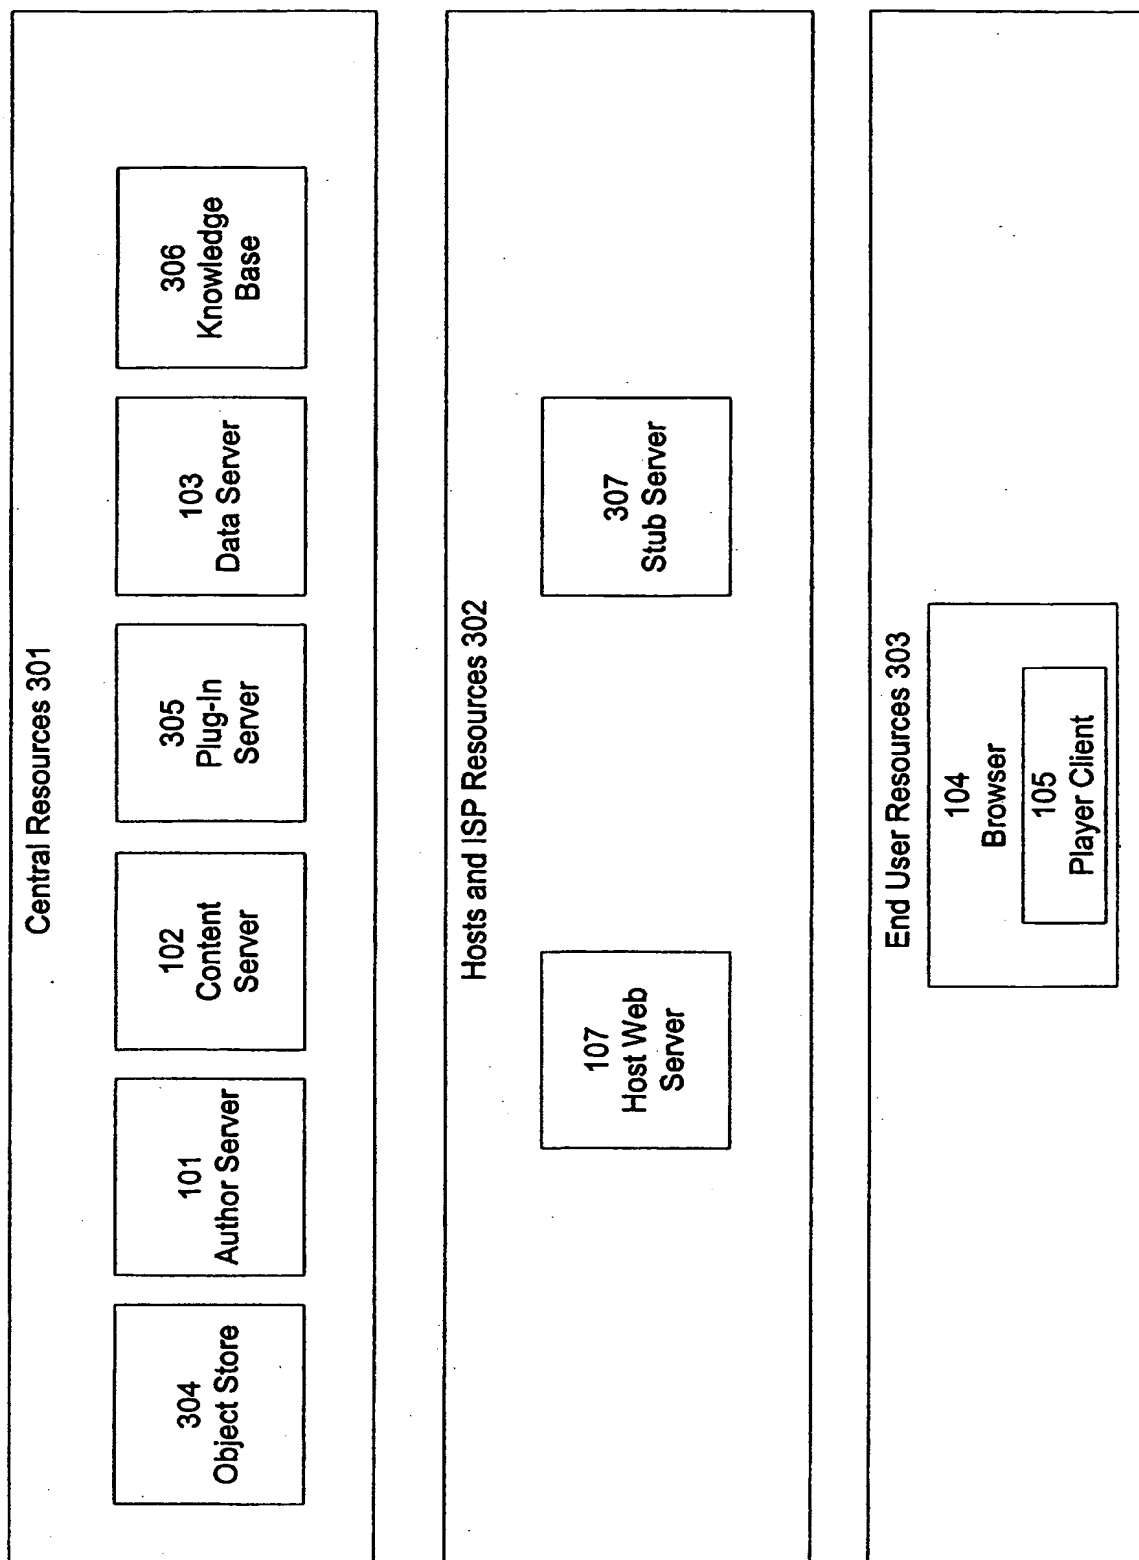 Central Resources 301
304
Object Store
101
Author Server
102
Content
Server
305
Plug-In
Server
103
Data Server
306
Knowledge
Base
Hosts and ISP Resources 302
107
Host Web
Server
307
Stub Server
End User Resources 303
104
Browser
105
Player Client